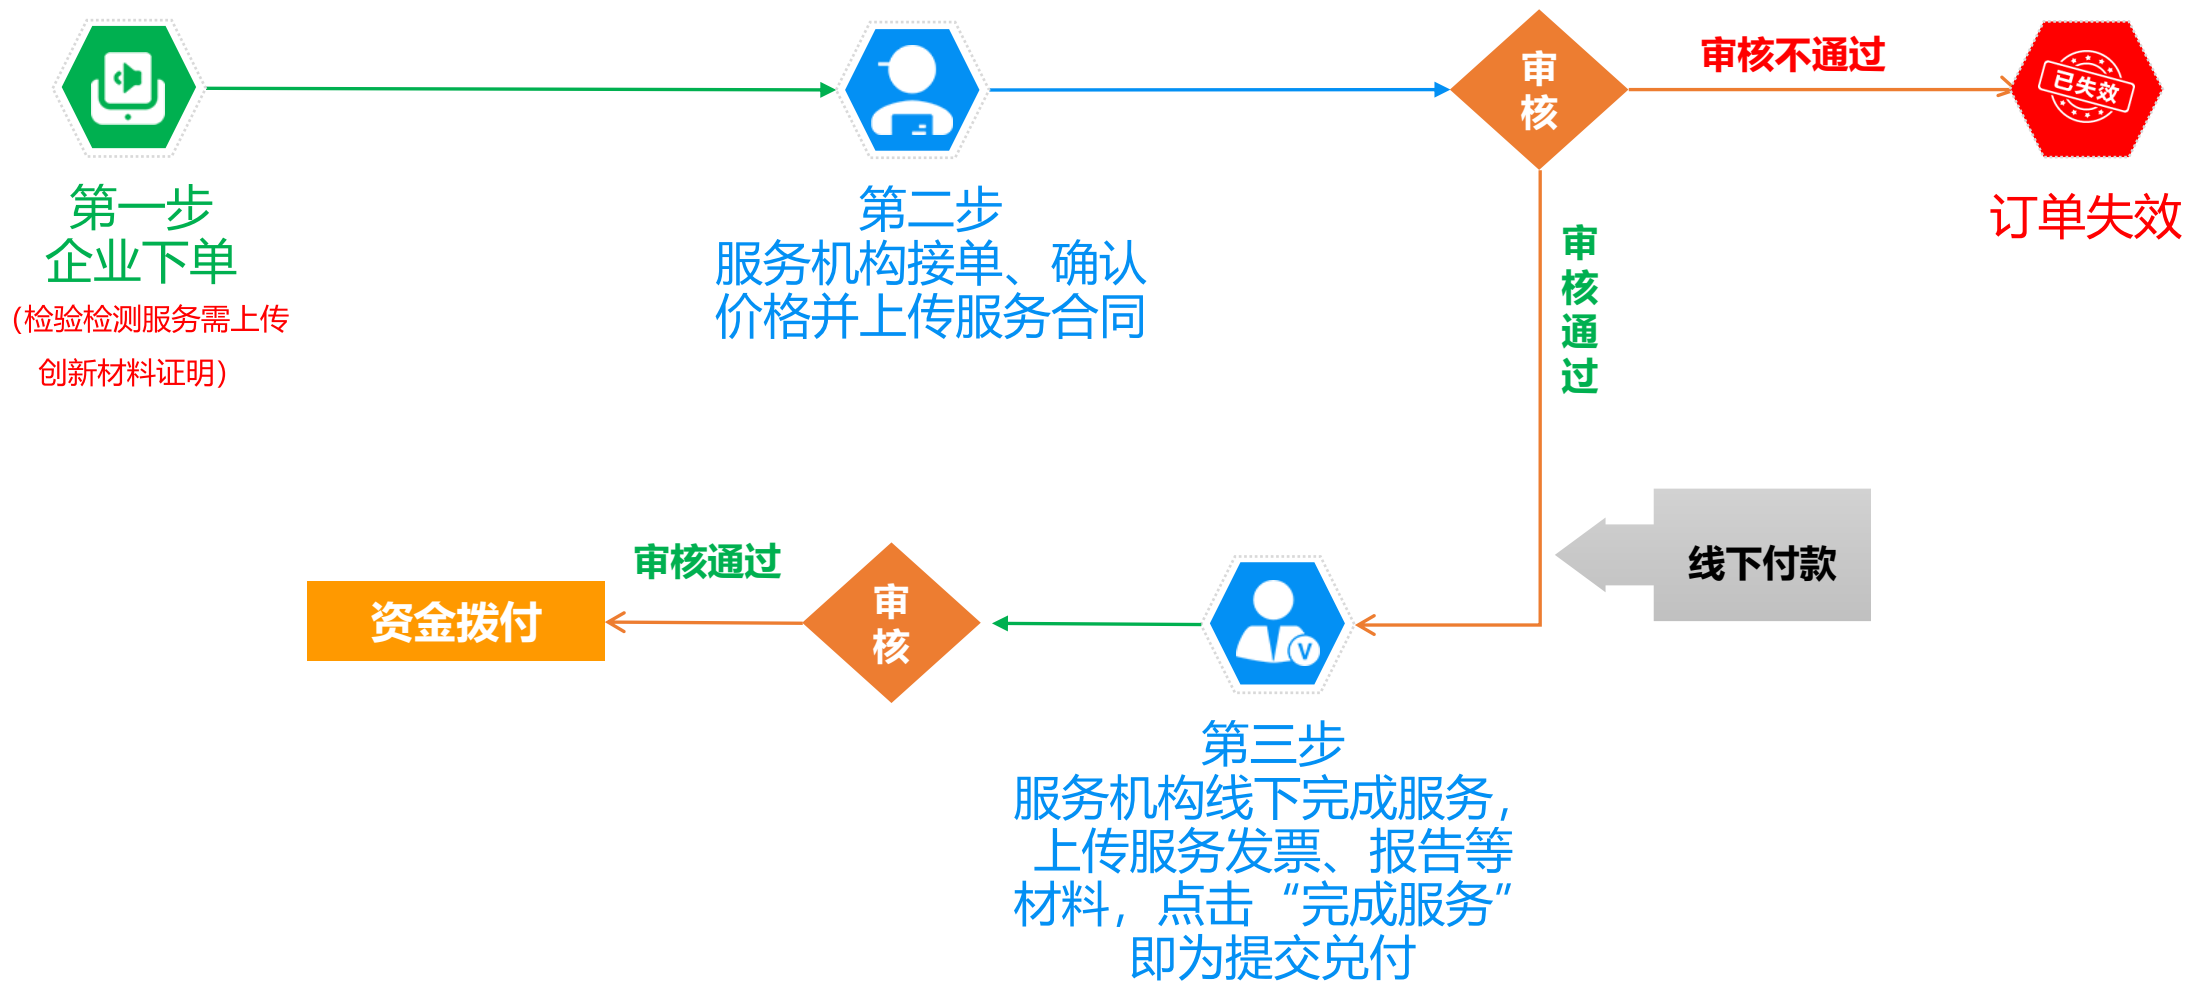 审
核
审核不通过
已失效
第一步
企业下单
(检验检测服务需上传
创新材料证明)
第二步
服务机构接单、确认
价格并上传服务合同
订单失效
审
核
通
过
线下付款
审核通过
审
核
资金拨付
V
第三步
服务机构线下完成服务，
上传服务发票、报告等
材料，点击“完成服务”
即为提交兑付